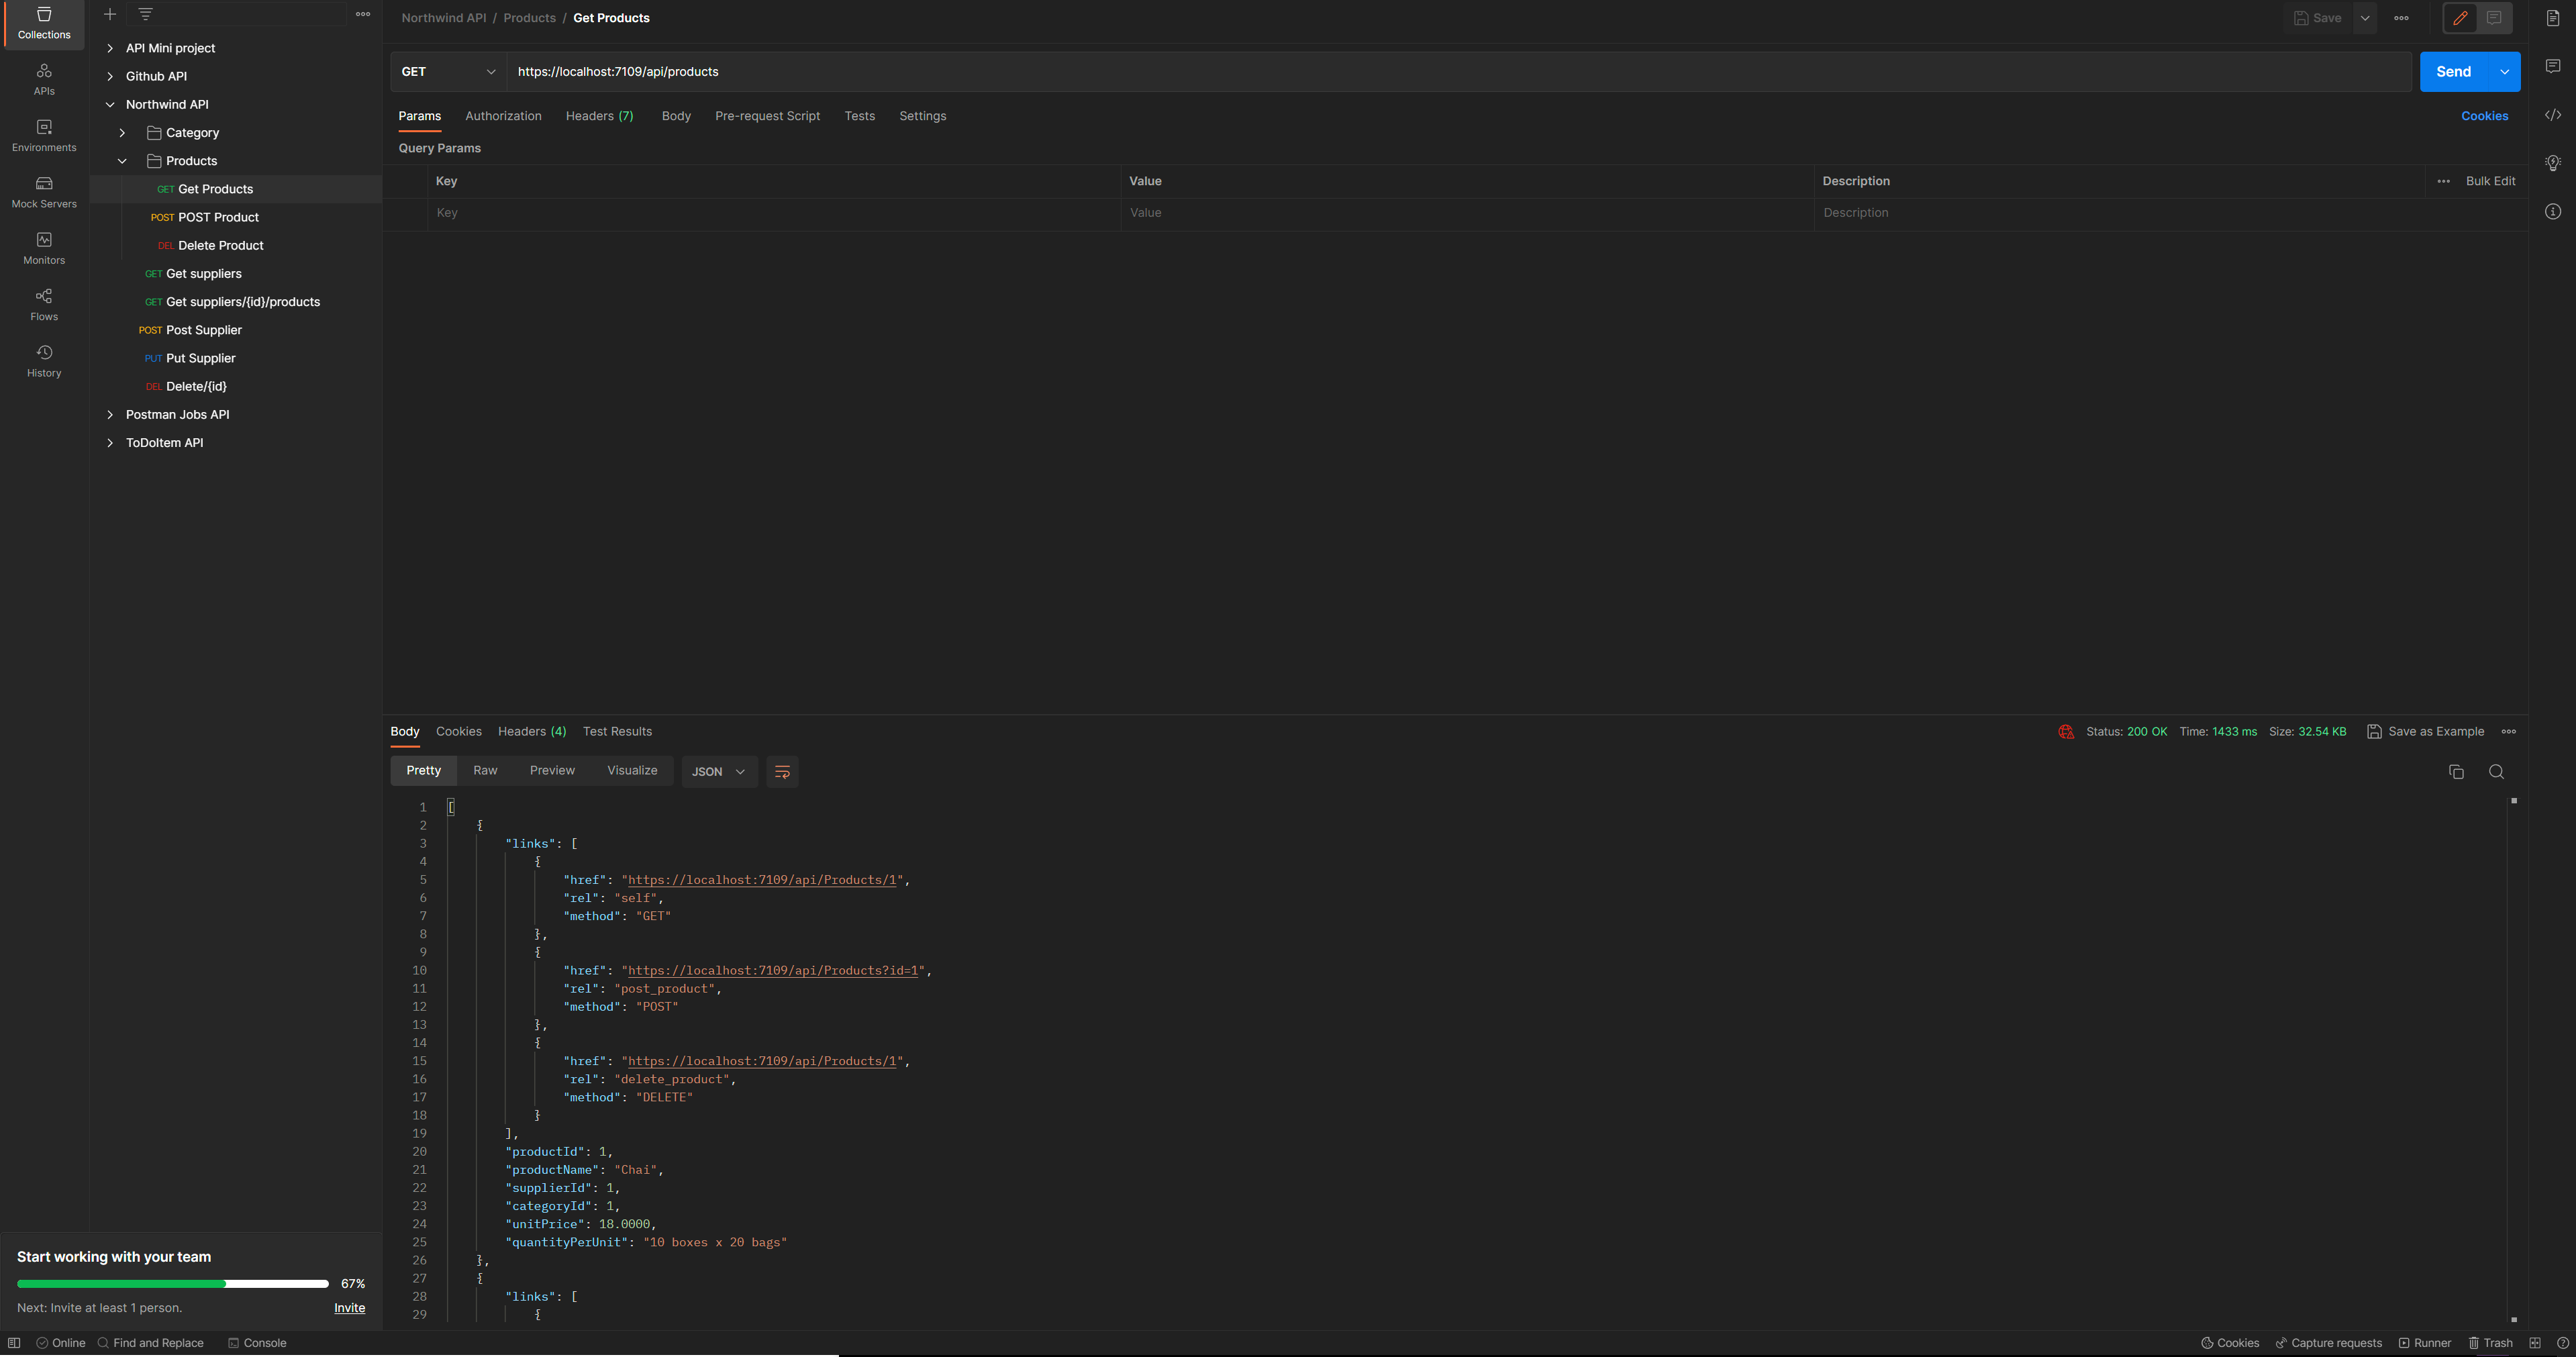 Collections
APIs
Environments
Mock Servers
Monitors
Flows
History
API Mini project
Github API
Northwind API
Category
Products
GET Get Products
POST POST Product
DEL Delete Product
GET Get suppliers
GET Get suppliers/{id}/products
POST Post Supplier
PUT Put Supplier
DEL Delete/{id}
Postman Jobs API
ToDoItem API
Start working with your team
67%
Next: Invite at least 1 person. Invite
Northwind API / Products / Get Products
Save
GET https://localhost:7109/api/products Send
Params Authorization Headers (7) Body Pre-request Script Tests Settings Cookies
Query Params
Key Value Description Bulk Edit
Key Value Description
Body Cookies Headers (4) Test Results Status: 200 OK Time: 1433 ms Size: 32.54 KB Save as Example
Pretty Raw Preview Visualize JSON
1 [
2 {
3 "links": [
4 {
5 "href": "https://localhost:7109/api/Products/1",
6 "rel": "self",
7 "method": "GET"
8 },
9 {
10 "href": "https://localhost:7109/api/Products?id=1",
11 "rel": "post_product",
12 "method": "POST"
13 },
14 {
15 "href": "https://localhost:7109/api/Products/1",
16 "rel": "delete_product",
17 "method": "DELETE"
18 }
19 ],
20 "productId": 1,
21 "productName": "Chai",
22 "supplierId": 1,
23 "categoryId": 1,
24 "unitPrice": 18.0000,
25 "quantityPerUnit": "10 boxes x 20 bags"
26 },
27 {
28 "links": [
29 {
Online Find and Replace Console Cookies Capture requests Runner Trash